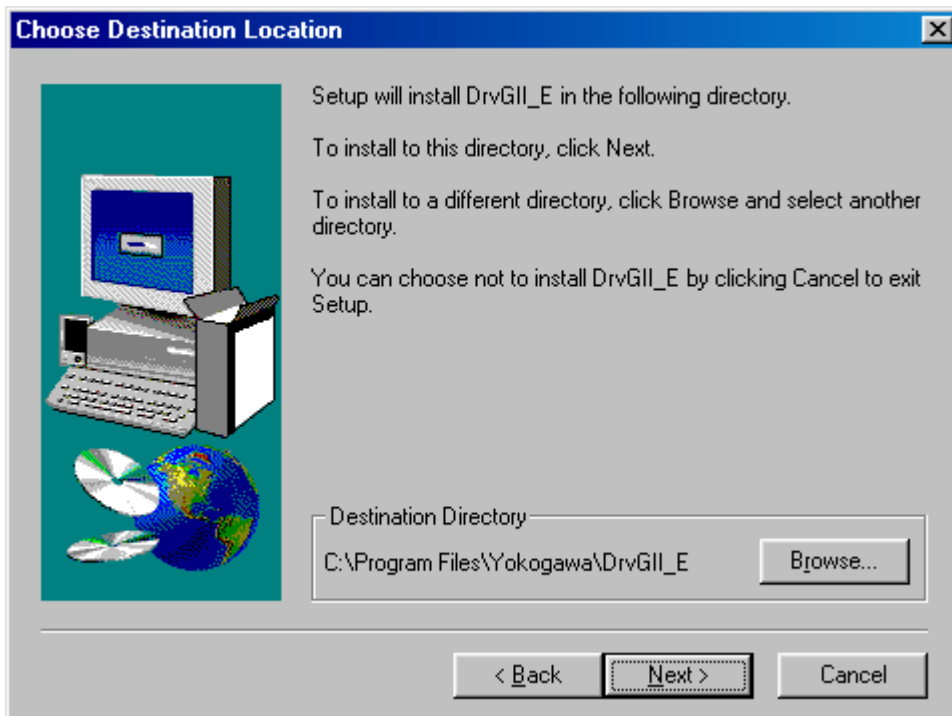 Choose Destination Location
Setup will install DrvGII_E in the following directory.
To install to this directory, click Next.
To install to a different directory, click Browse and select another
directory.
You can choose not to install DrvGII_E by clicking Cancel to exit
Setup.
Destination Directory
C:\Program Files\Yokogawa\DrvGII_E
Browse...
< Back
Next >
Cancel